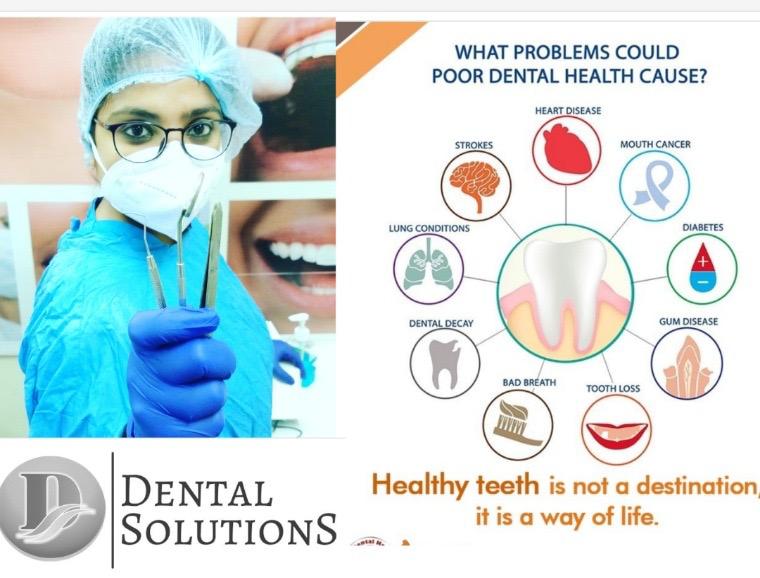 WHAT PROBLEMS COULD
POOR DENTAL HEALTH CAUSE?
HEART DISEASE
STROKES
MOUTH CANCER
LUNG CONDITIONS
DIABETES
DENTAL DECAY
GUM DISEASE
BAD BREATH
TOOTH LOSS
Healthy teeth is not a destination,
it is a way of life.
D
DENTAL
SOLUTIONS